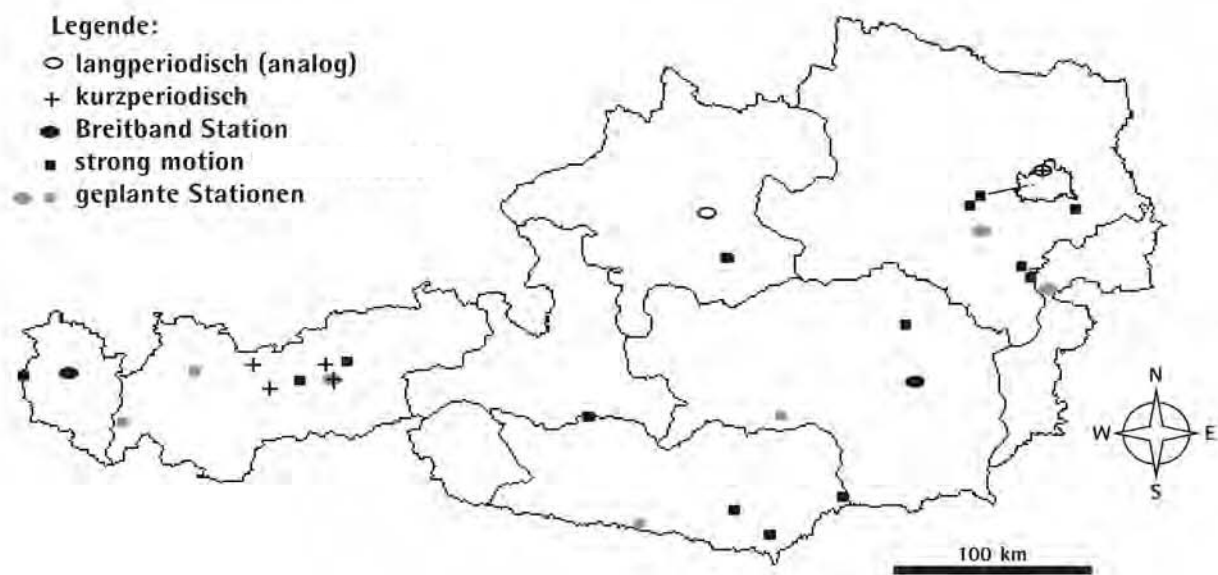 Legende:
langperiodisch (analog)
kurzperiodisch
Breitband Station
strong motion
geplante Stationen
N
W E
S
100 km